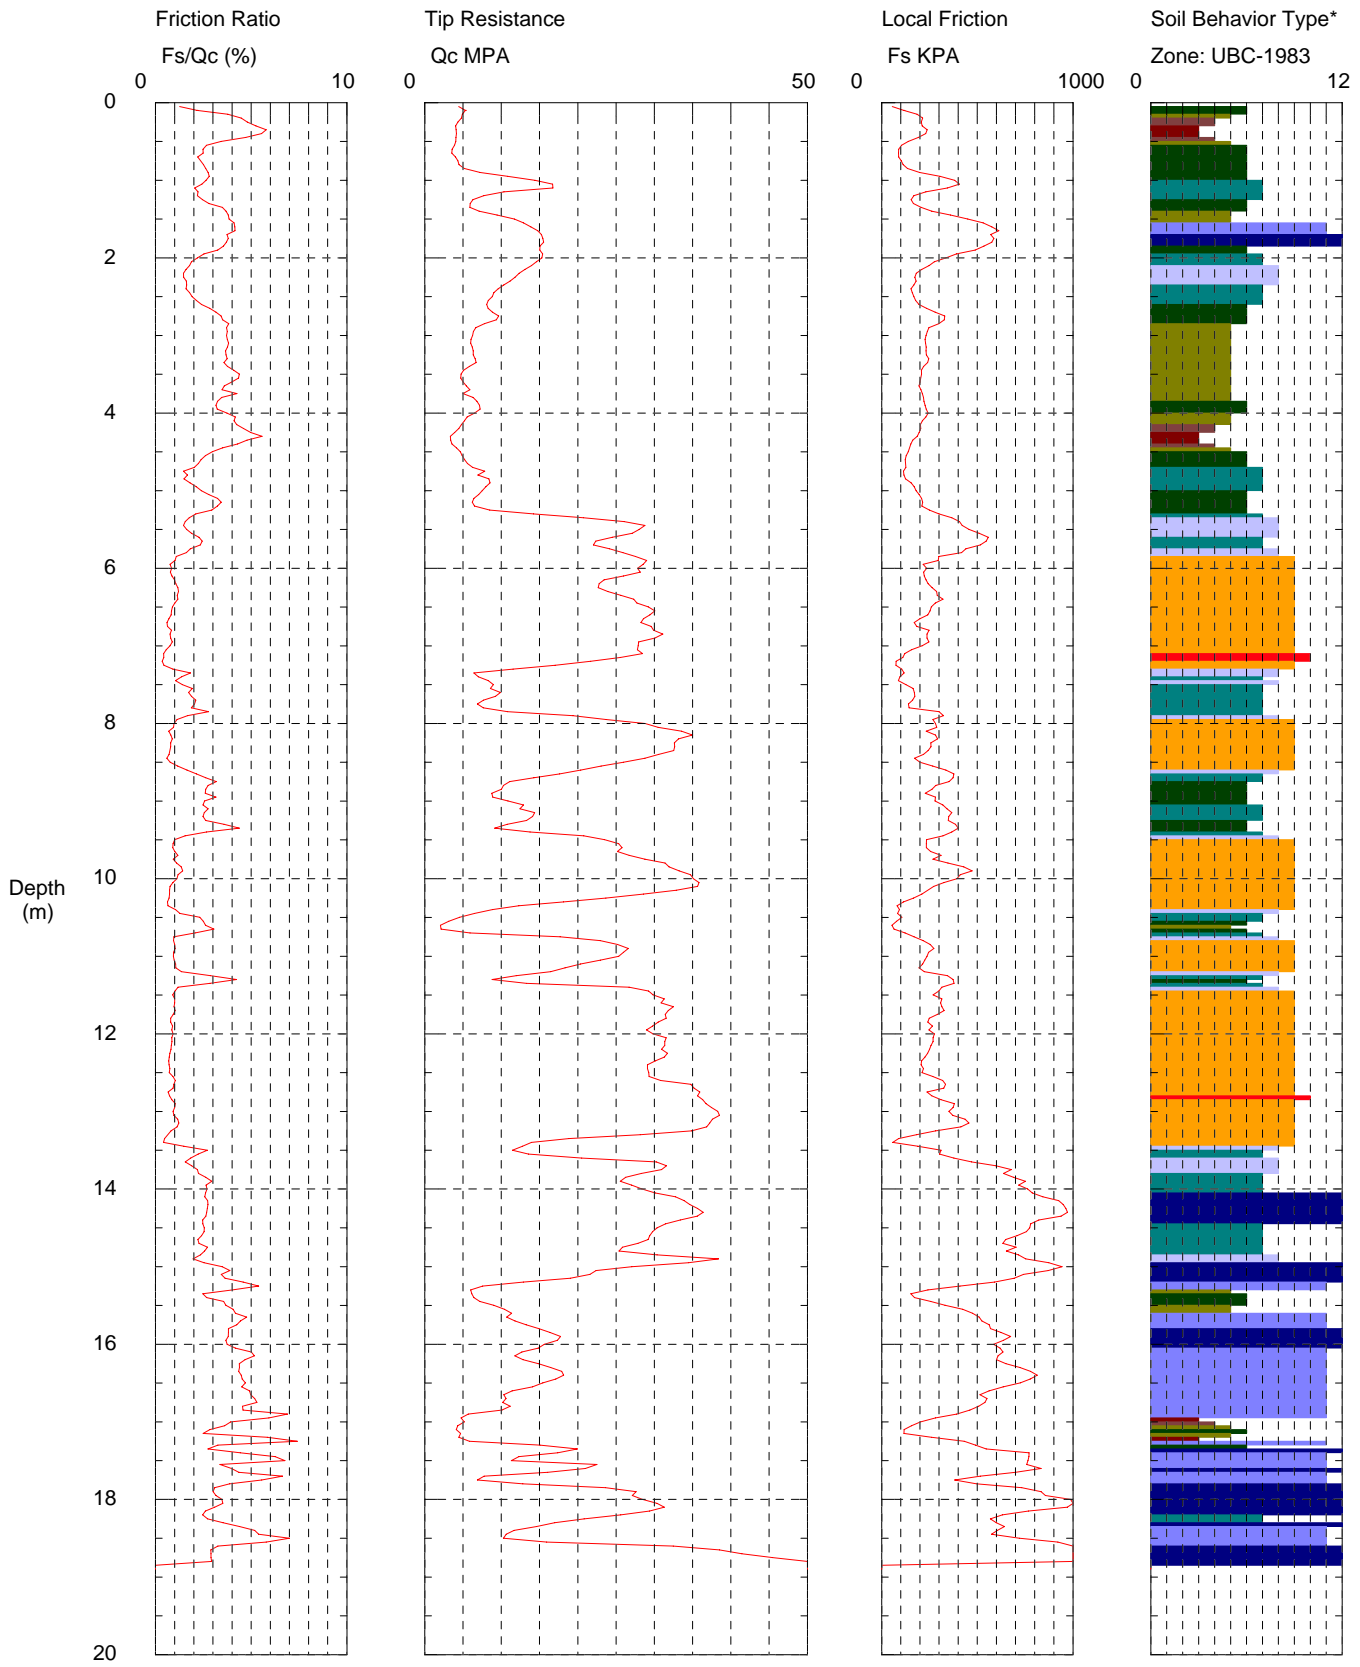 Friction Ratio Tip Resistance Local Friction Soil Behavior Type*
Fs/Qc (%) Qc MPA Fs KPA Zone: UBC-1983
0 10 0 50 0 1000 0 12
0
2
4
6
8
10
Depth
(m)
12
14
16
18
20